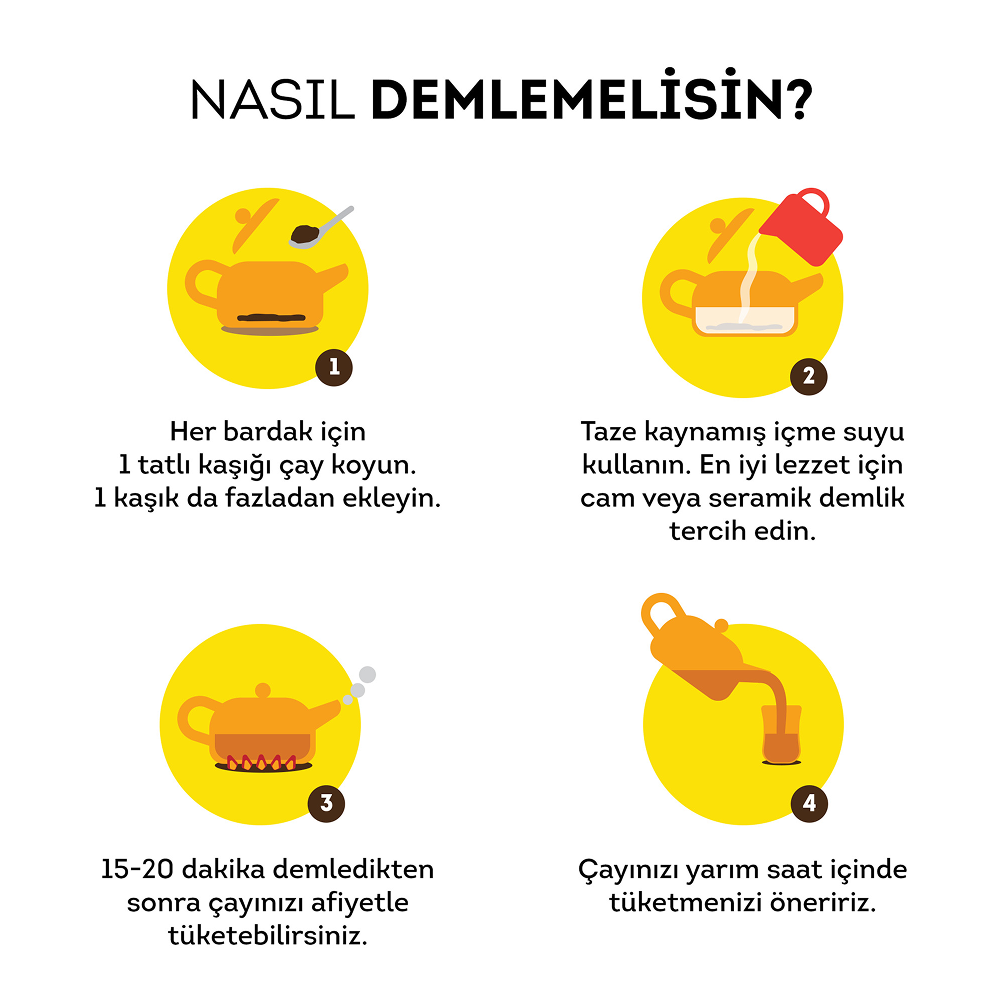 NASIL DEMLEMELİSİN?
1
Her bardak için
1 tatlı kaşığı çay koyun.
1 kaşık da fazladan ekleyin.
2
Taze kaynamış içme suyu
kullanın. En iyi lezzet için
cam veya seramik demlik
tercih edin.
3
15-20 dakika demledikten
sonra çayınızı afiyetle
tüketebilirsiniz.
4
Çayınızı yarım saat içinde
tüketmenizi öneririz.